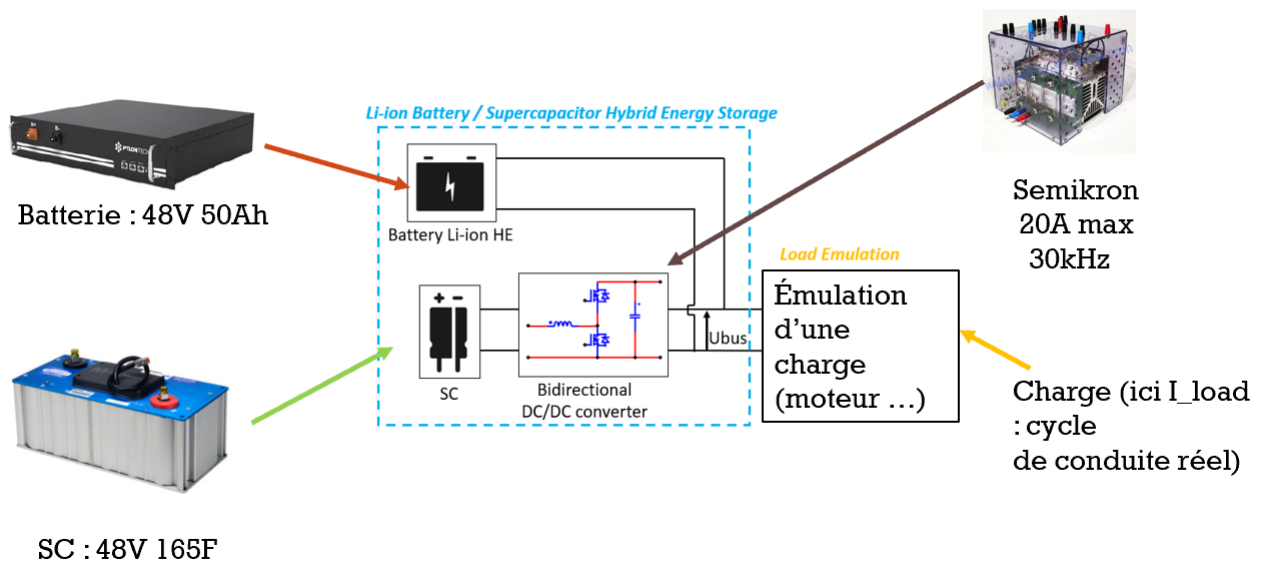 Li-ion Battery / Supercapacitor Hybrid Energy Storage
PYLONTECH
Batterie : 48V 50Ah
Battery Li-ion HE
Semikron
20A max
30kHz
Load Emulation
Émulation
d’une
charge
(moteur …)
Ubus
SC
Bidirectional
DC/DC converter
Charge (ici I_load
: cycle
de conduite réel)
SC : 48V 165F